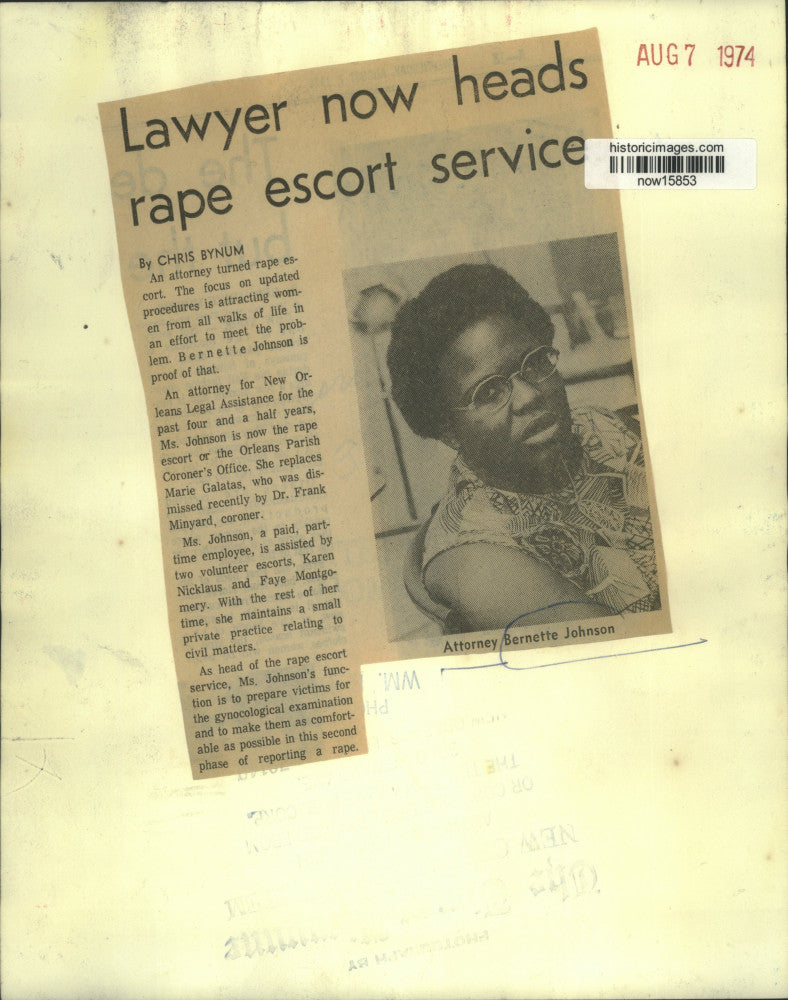 AUG 7 1974
Lawyer now heads
rape escort service
historicimages.com
now15853
By CHRIS BYNUM
An attorney turned rape es-
cort. The focus on updated
procedures is attracting wom-
en from all walks of life in
an effort to meet the prob-
lem. Bernette Johnson is
proof of that.
An attorney for New Or-
leans Legal Assistance for the
past four and a half years,
Ms. Johnson is now the rape
escort or the Orleans Parish
Coroner's Office. She replaces
Marie Galatas, who was dis-
missed recently by Dr. Frank
Minyard, coroner.
Ms. Johnson, a paid, part-
time employee, is assisted by
two volunteer escorts, Karen
Nicklaus and Faye Montgo-
mery. With the rest of her
time, she maintains a small
private practice relating to
civil matters.
As head of the rape escort
service, Ms. Johnson's func-
tion is to prepare victims for
the gynocological examination
and to make them as comfort-
able as possible in this second
phase of reporting a rape.
Attorney Bernette Johnson
WM.